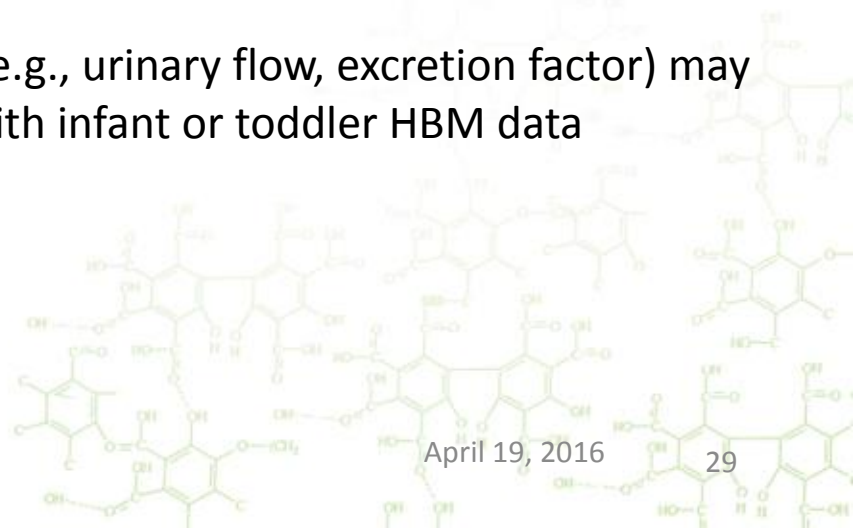 e.g., urinary flow, excretion factor) may
ith infant or toddler HBM data
April 19, 2016
29